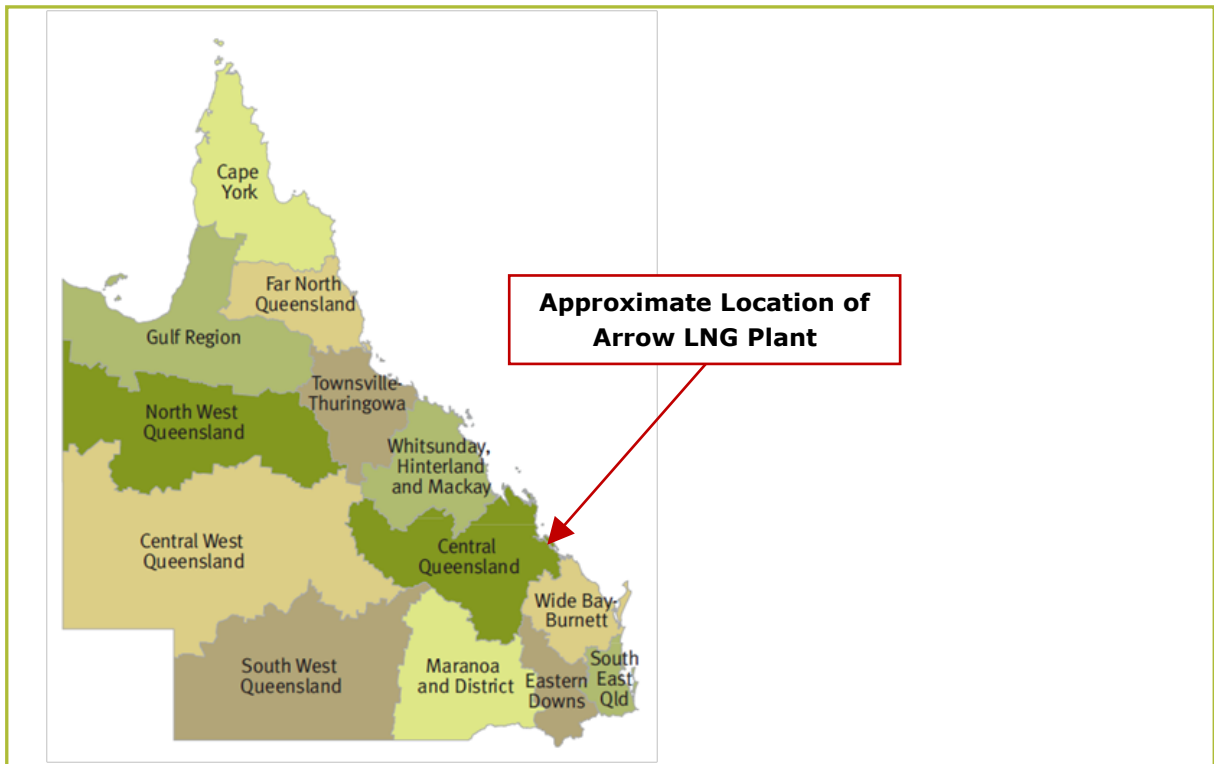 Cape
York
Far North
Queensland
Approximate Location of
Arrow LNG Plant
Gulf Region
Townsville-
Thuringowa
North West
Queensland
Whitsunday,
Hinterland
and Mackay
Central West
Queensland
Central
Queensland
Wide Bay-
Burnett
South West
Queensland
Maranoa
and District
Eastern
Downs
South
East
Qld